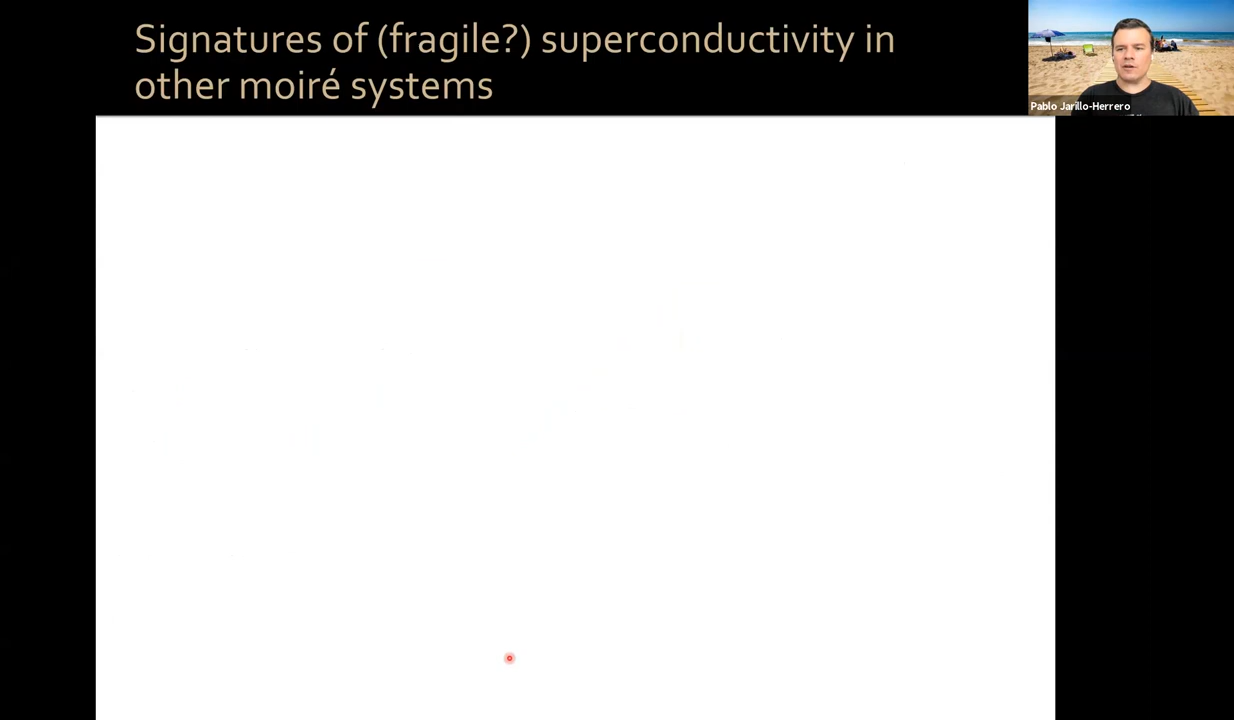 Signatures of (fragile?) superconductivity in
other moiré systems
Pablo Jarillo-Herrero